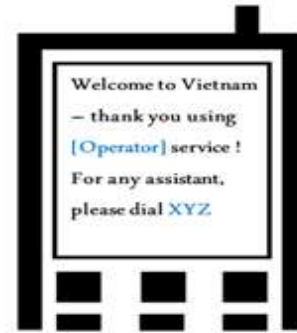 Welcome to Vietnam
– thank you using
[Operator] service !
For any assistant,
please dial XYZ